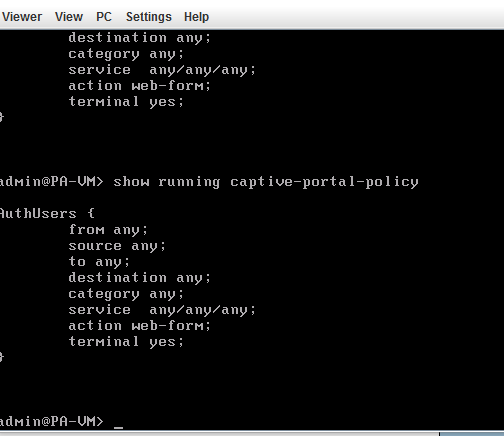 Viewer View PC Settings Help
destination any;
category any;
service any/any/any;
action web-form;
terminal yes;
}
admin@PA-VM> show running captive-portal-policy
AuthUsers {
from any;
source any;
to any;
destination any;
category any;
service any/any/any;
action web-form;
terminal yes;
}
admin@PA-VM> _